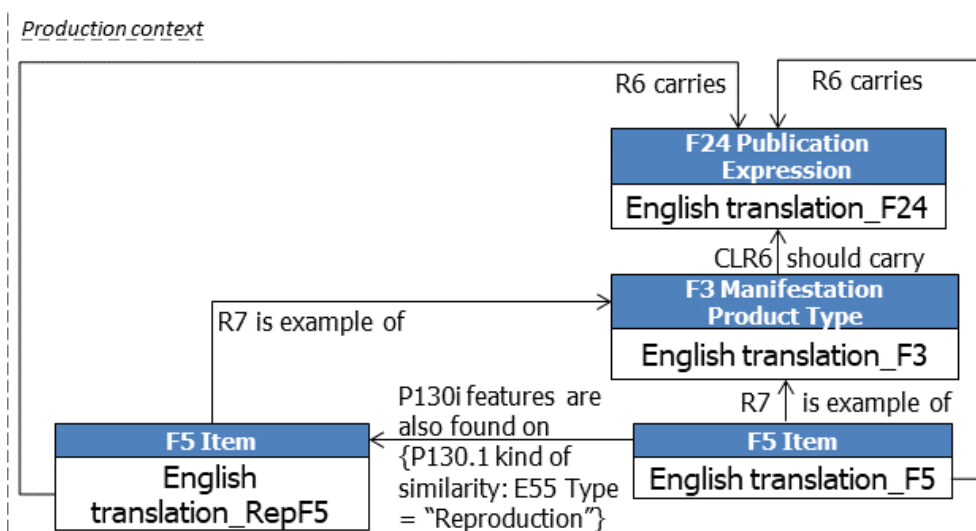 Production context
R6 carries
R6 carries
F24 Publication
Expression
English translation_F24
CLR6 should carry
F3 Manifestation
Product Type
English translation_F3
R7 is example of
R7 is example of
P130i features are
also found on
{P130.1 kind of
similarity: E55 Type
= “Reproduction”}
F5 Item
English
translation_RepF5
F5 Item
English translation_F5